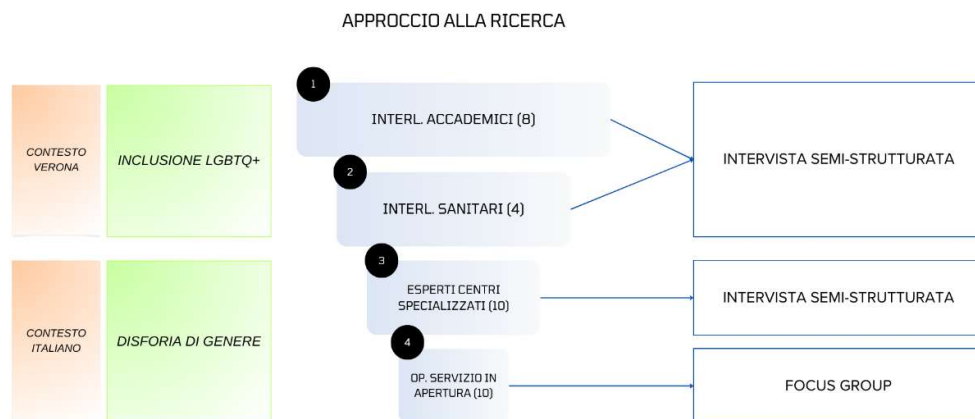 APPROCCIO ALLA RICERCA
CONTESTO
VERONA
INCLUSIONE LGBTQ+
1
INTERL. ACCADEMICI (8)
2
INTERL. SANITARI (4)
INTERVISTA SEMI-STRUTTURATA
CONTESTO
ITALIANO
DISFORIA DI GENERE
3
ESPERTI CENTRI
SPECIALIZZATI (10)
INTERVISTA SEMI-STRUTTURATA
4
OP. SERVIZIO IN
APERTURA (10)
FOCUS GROUP